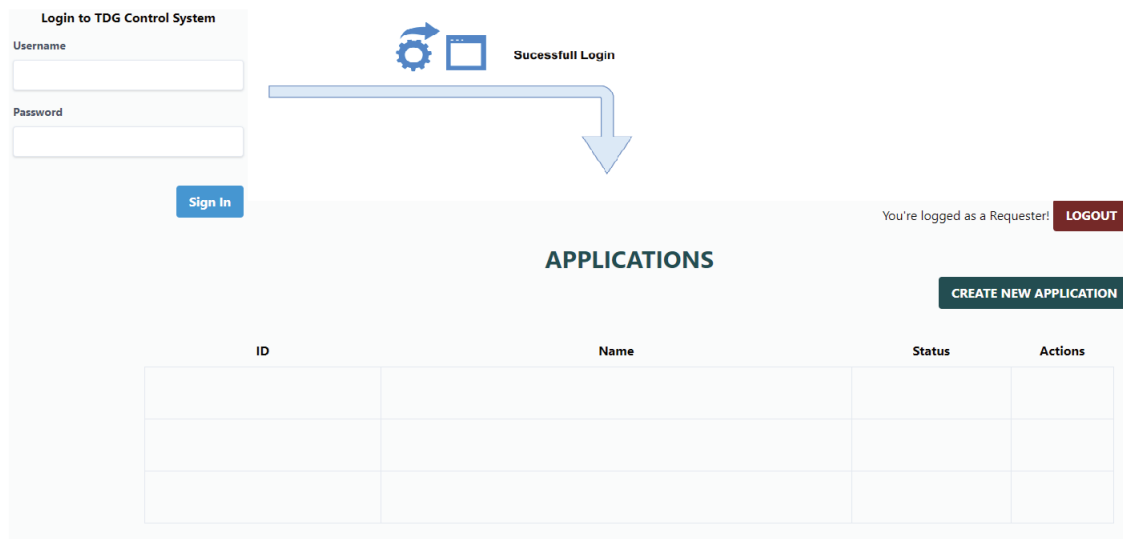 Login to TDG Control System
Username
Password
Sign In
Sucessfull Login
You're logged as a Requester! LOGOUT
APPLICATIONS
CREATE NEW APPLICATION
ID Name Status Actions